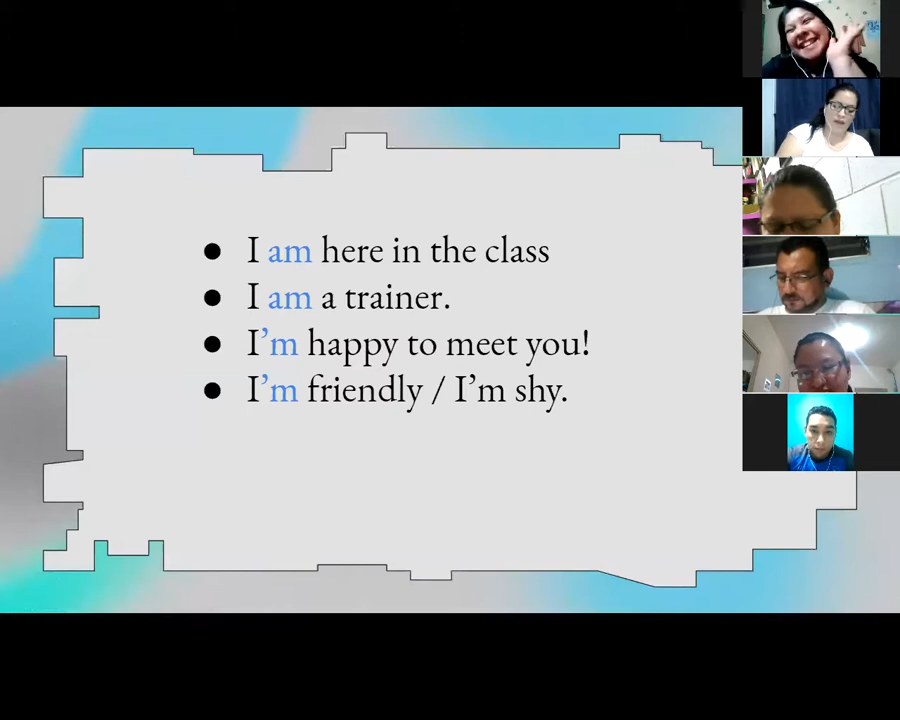 ● I am here in the class
● I am a trainer.
● I’m happy to meet you!
● I’m friendly / I’m shy.